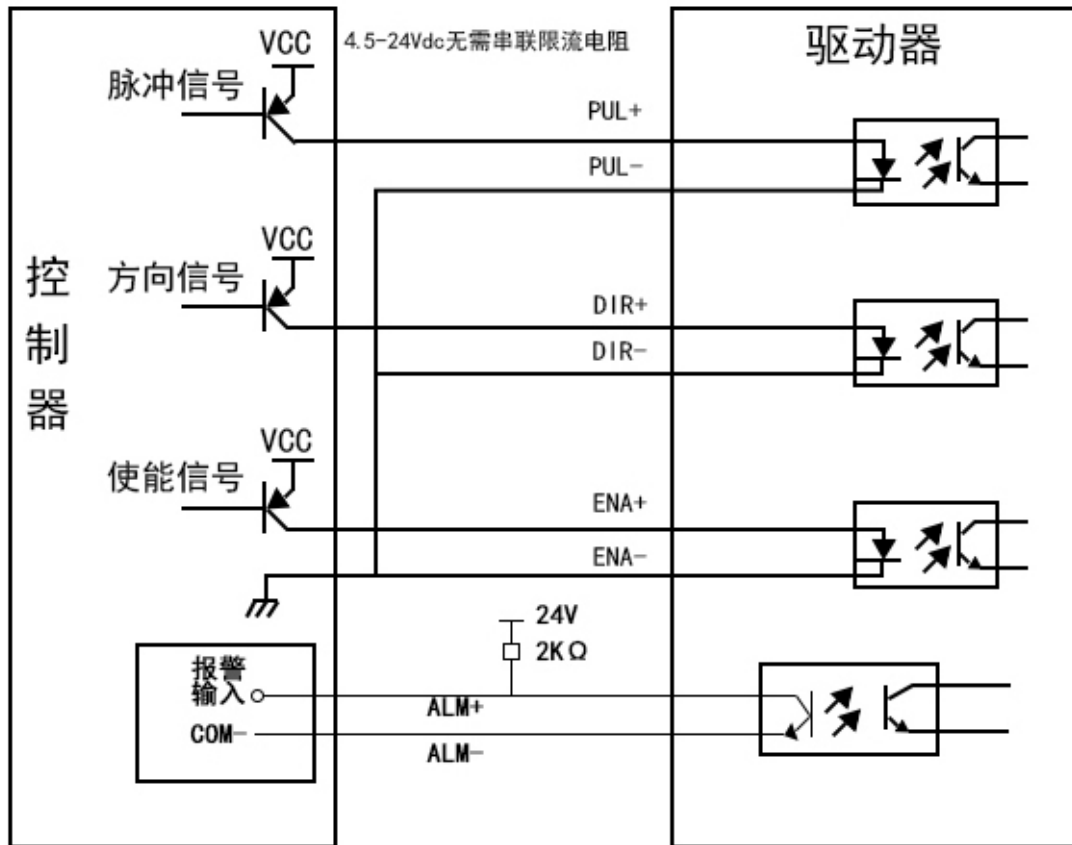 VCC
4.5-24Vdc无需串联限流电阻
驱动器
脉冲信号
PUL+
PUL-
VCC
方向信号
控制器
DIR+
DIR-
VCC
使能信号
ENA+
ENA-
24V
2KΩ
报警
输入
ALM+
COM-
ALM-